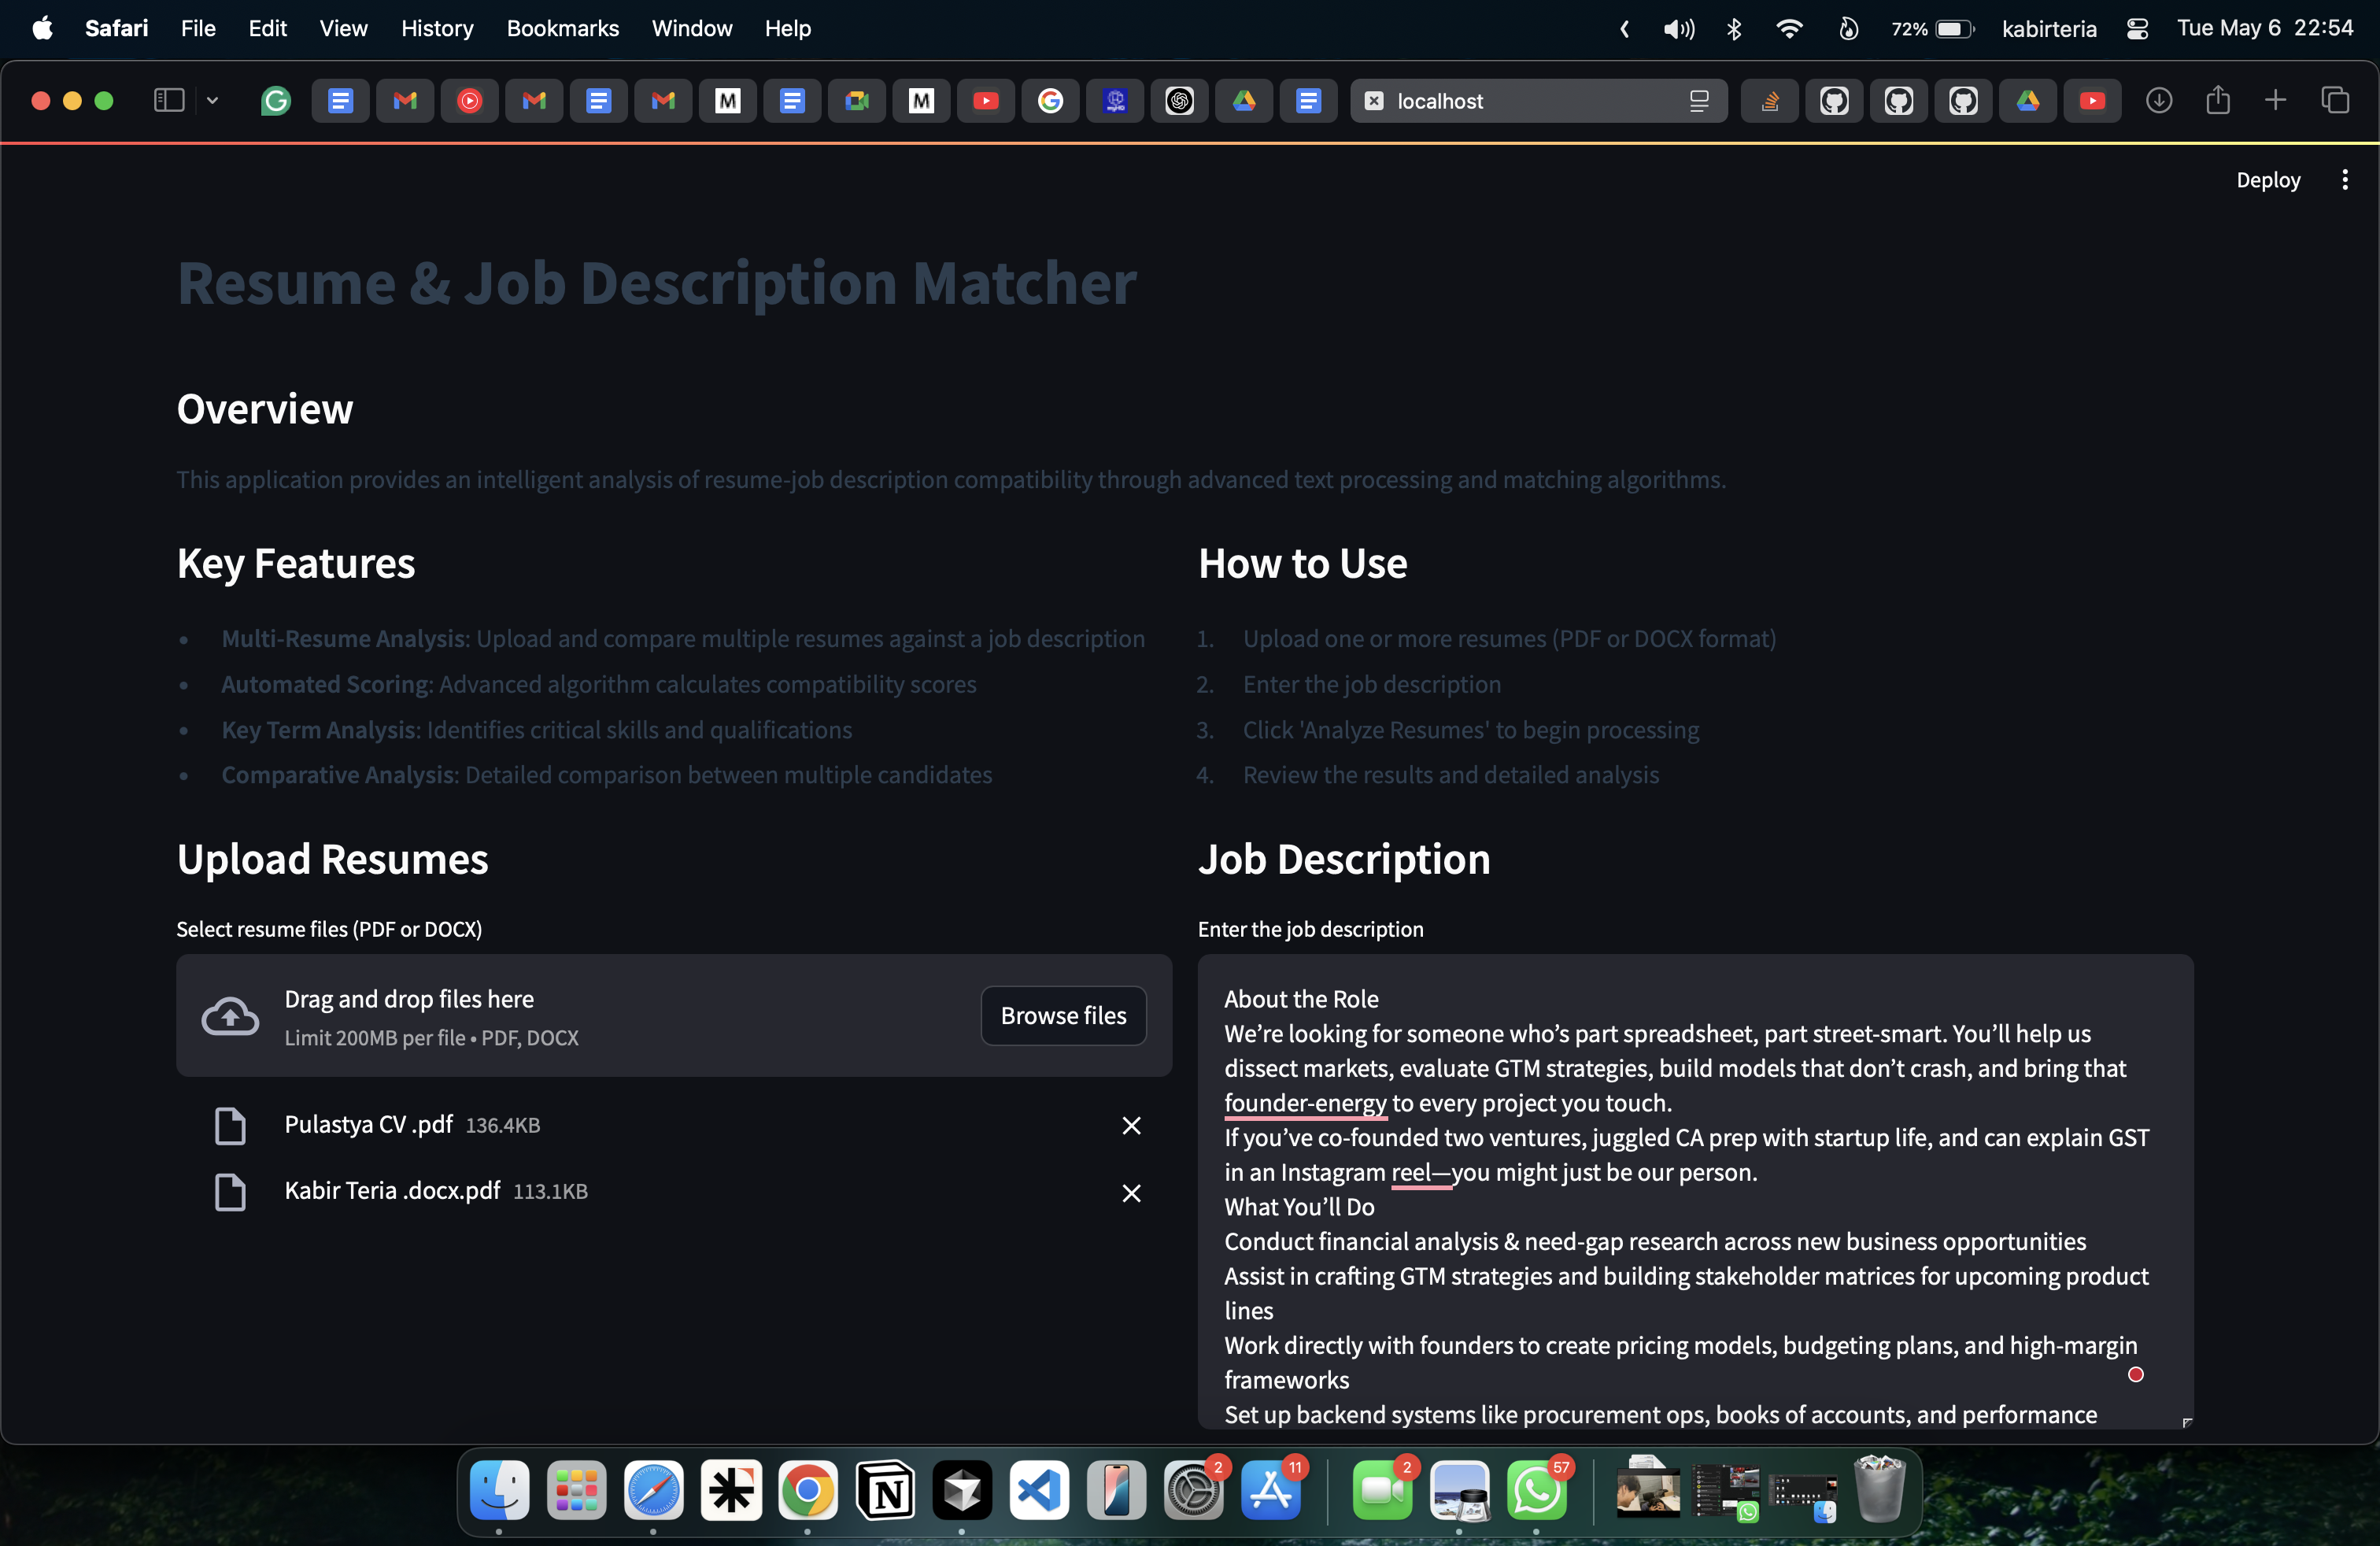 Safari File Edit View History Bookmarks Window Help 72% kabirteria Tue May 6 22:54
localhost
Deploy
Resume & Job Description Matcher
Overview
This application provides an intelligent analysis of resume-job description compatibility through advanced text processing and matching algorithms.
Key Features
• Multi-Resume Analysis: Upload and compare multiple resumes against a job description
• Automated Scoring: Advanced algorithm calculates compatibility scores
• Key Term Analysis: Identifies critical skills and qualifications
• Comparative Analysis: Detailed comparison between multiple candidates
How to Use
1. Upload one or more resumes (PDF or DOCX format)
2. Enter the job description
3. Click 'Analyze Resumes' to begin processing
4. Review the results and detailed analysis
Upload Resumes
Select resume files (PDF or DOCX)
Drag and drop files here
Limit 200MB per file • PDF, DOCX
Browse files
Pulastya CV .pdf 136.4KB
Kabir Teria .docx.pdf 113.1KB
Job Description
Enter the job description
About the Role
We’re looking for someone who’s part spreadsheet, part street-smart. You’ll help us
dissect markets, evaluate GTM strategies, build models that don’t crash, and bring that
founder-energy to every project you touch.
If you’ve co-founded two ventures, juggled CA prep with startup life, and can explain GST
in an Instagram reel—you might just be our person.
What You’ll Do
Conduct financial analysis & need-gap research across new business opportunities
Assist in crafting GTM strategies and building stakeholder matrices for upcoming product
lines
Work directly with founders to create pricing models, budgeting plans, and high-margin
frameworks
Set up backend systems like procurement ops, books of accounts, and performance
2 11 2 57